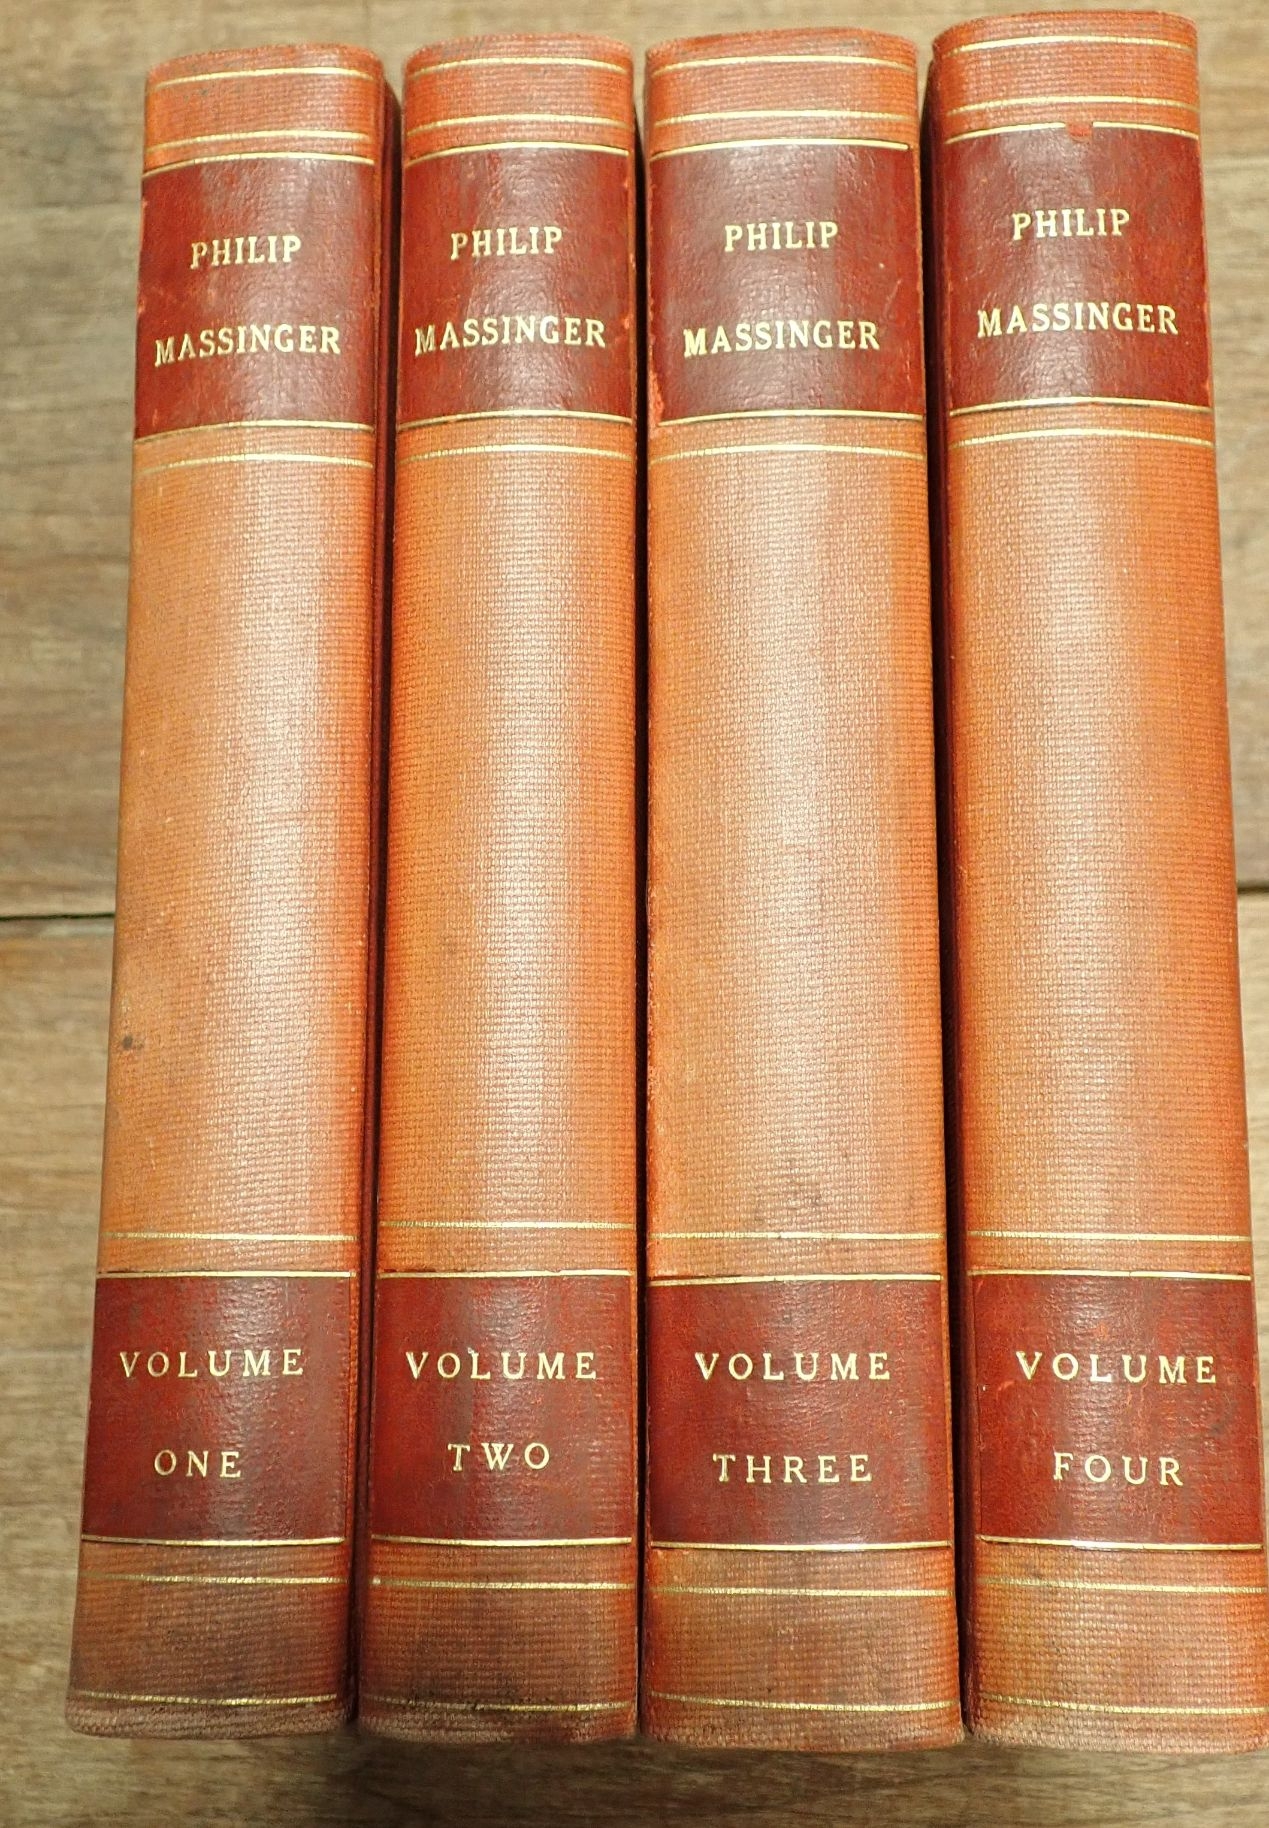 PHILIP
MASSINGER
VOLUME
ONE
PHILIP
MASSINGER
VOLUME
TWO
PHILIP
MASSINGER
VOLUME
THREE
PHILIP
MASSINGER
VOLUME
FOUR